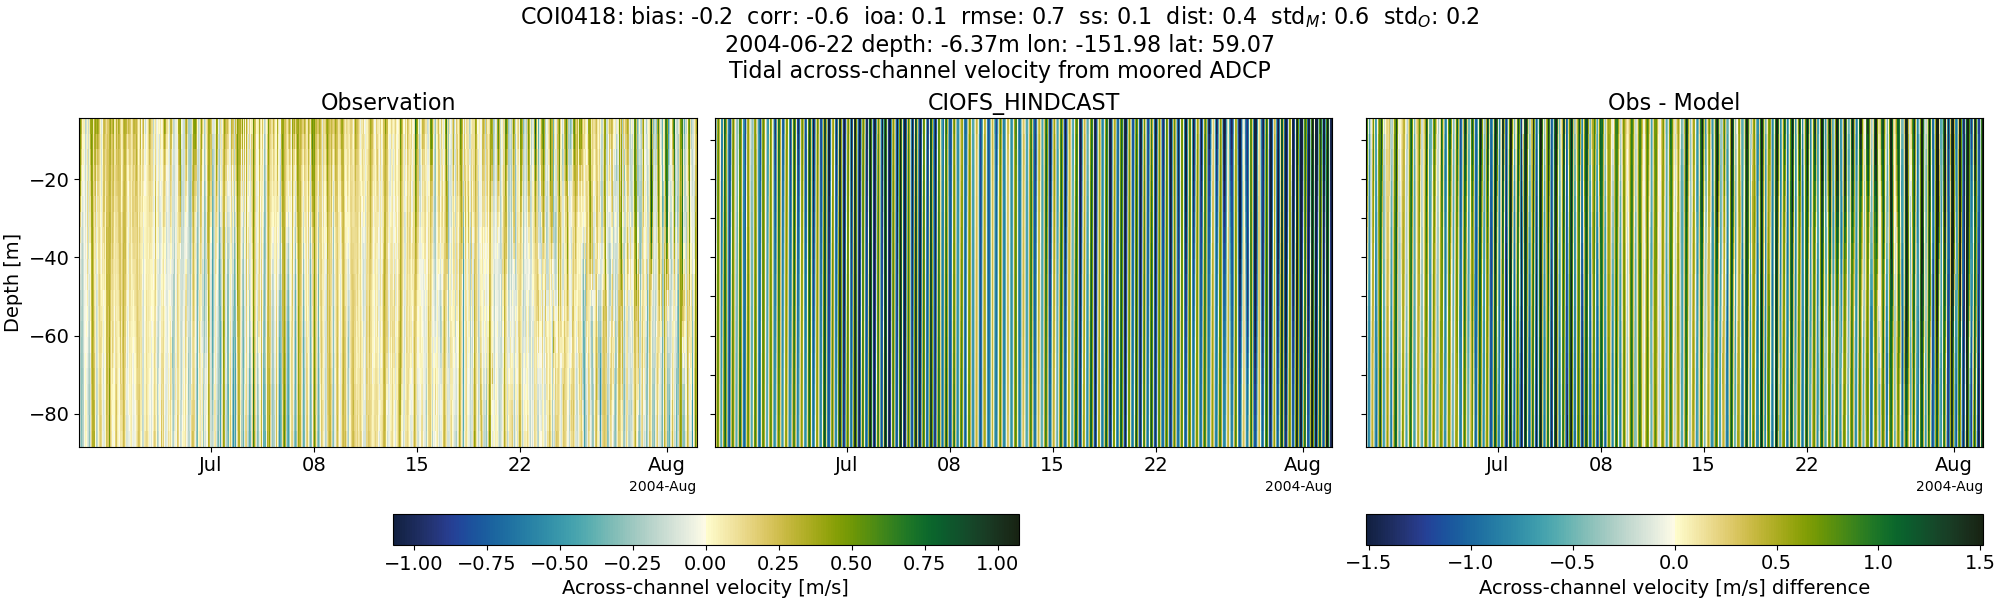 COI0418: bias: -0.2 corr: -0.6 ioa: 0.1 rmse: 0.7 ss: 0.1 dist: 0.4 std_M: 0.6 std_O: 0.2
2004-06-22 depth: -6.37m lon: -151.98 lat: 59.07
Tidal across-channel velocity from moored ADCP
Observation
CIOFS_HINDCAST
Obs - Model
Depth [m]
−20
−40
−60
−80
Jul 08 15 22 Aug
2004-Aug
Jul 08 15 22 Aug
2004-Aug
Jul 08 15 22 Aug
2004-Aug
−1.00 −0.75 −0.50 −0.25 0.00 0.25 0.50 0.75 1.00
Across-channel velocity [m/s]
−1.5 −1.0 −0.5 0.0 0.5 1.0 1.5
Across-channel velocity [m/s] difference